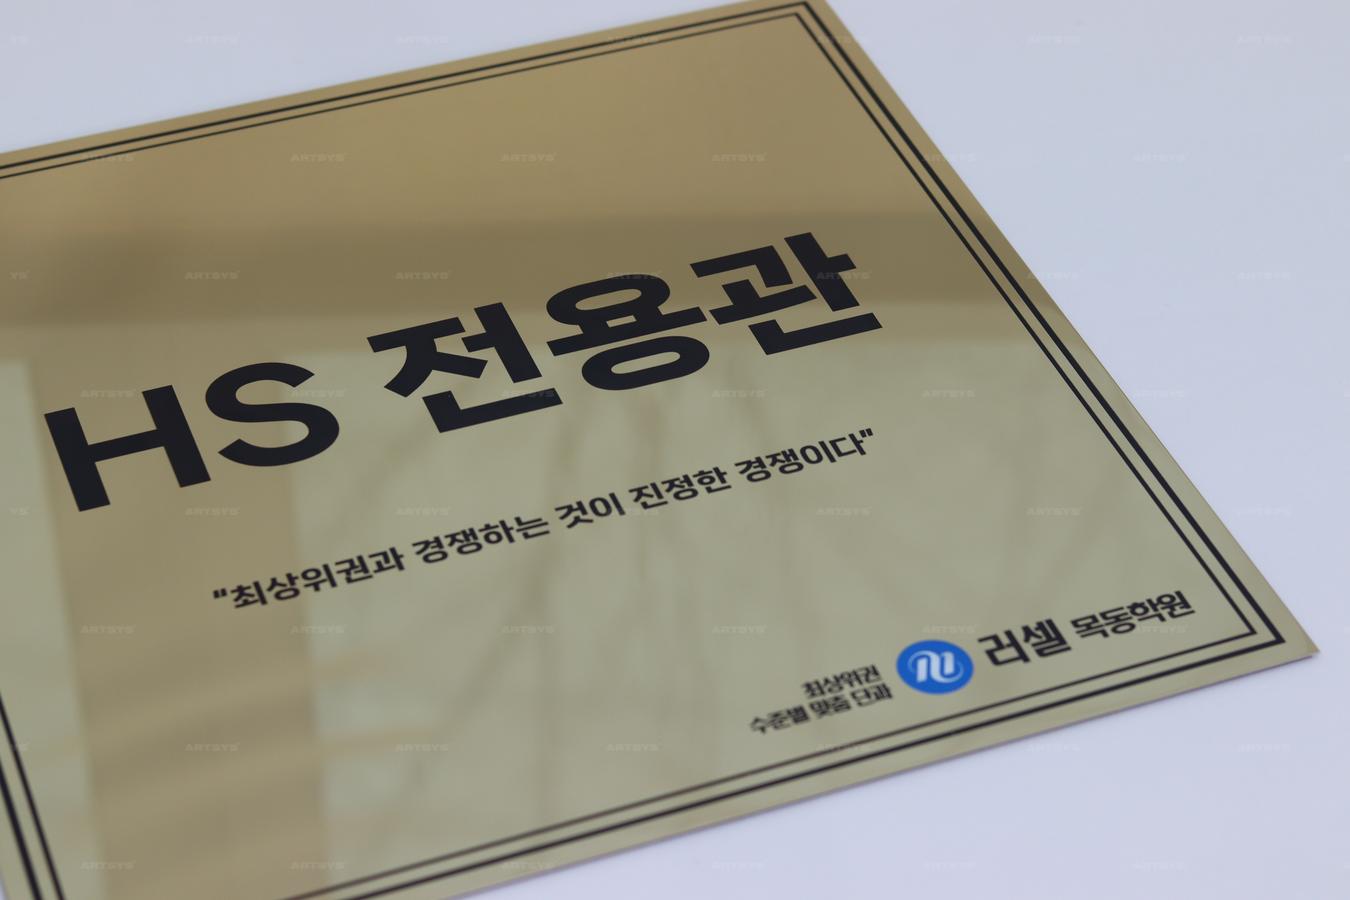 HS 전용관
"최상위권과 경쟁하는 것이 진정한 경쟁이다"
최상위권
수준별 맞춤 단과
러셀 목동학원
ARTSYS